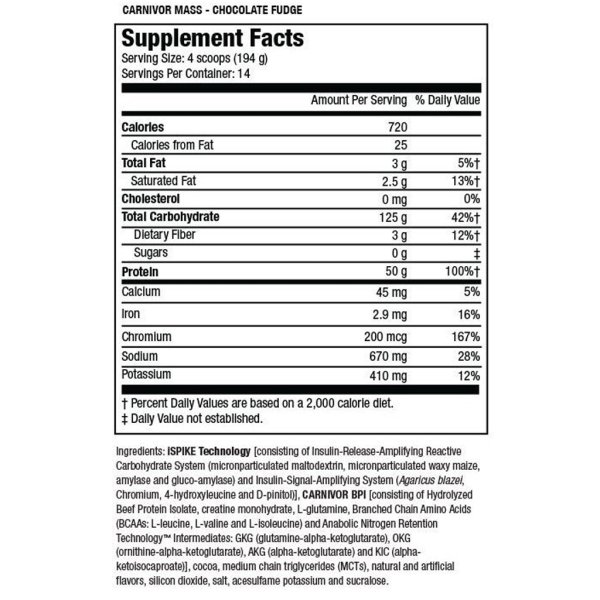 CARNIVOR MASS - CHOCOLATE FUDGE
Supplement Facts
Serving Size: 4 scoops (194 g)
Servings Per Container: 14
Amount Per Serving % Daily Value
Calories 720
Calories from Fat 25
Total Fat 3 g 5%†
Saturated Fat 2.5 g 13%†
Cholesterol 0 mg 0%
Total Carbohydrate 125 g 42%†
Dietary Fiber 3 g 12%†
Sugars 0 g ‡
Protein 50 g 100%†
Calcium 45 mg 5%
Iron 2.9 mg 16%
Chromium 200 mcg 167%
Sodium 670 mg 28%
Potassium 410 mg 12%
† Percent Daily Values are based on a 2,000 calorie diet.
‡ Daily Value not established.
Ingredients: ISPIKE Technology [consisting of Insulin-Release-Amplifying Reactive
Carbohydrate System (micronparticulated maltodextrin, micronparticulated waxy maize,
amylase and gluco-amylase) and Insulin-Signal-Amplifying System (Agaricus blazei,
Chromium, 4-hydroxyleucine and D-pinitol)], CARNIVOR BPI [consisting of Hydrolyzed
Beef Protein Isolate, creatine monohydrate, L-glutamine, Branched Chain Amino Acids
(BCAAs: L-leucine, L-valine and L-isoleucine) and Anabolic Nitrogen Retention
Technology™ Intermediates: GKG (glutamine-alpha-ketoglutarate), OKG
(ornithine-alpha-ketoglutarate), AKG (alpha-ketoglutarate) and KIC (alpha-
ketoisocaproate)], cocoa, medium chain triglycerides (MCTs), natural and artificial
flavors, silicon dioxide, salt, acesulfame potassium and sucralose.